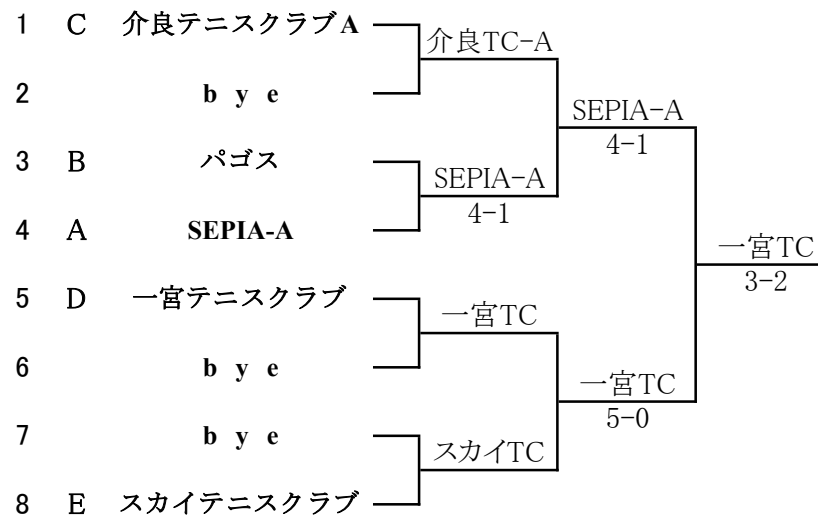 1 C 介良テニスクラブA
介良TC-A
2 b y e
SEPIA-A
4-1
3 B パゴス
SEPIA-A
4-1
4 A SEPIA-A
一宮TC
3-2
5 D 一宮テニスクラブ
一宮TC
6 b y e
一宮TC
5-0
7 b y e
スカイTC
8 E スカイテニスクラブ